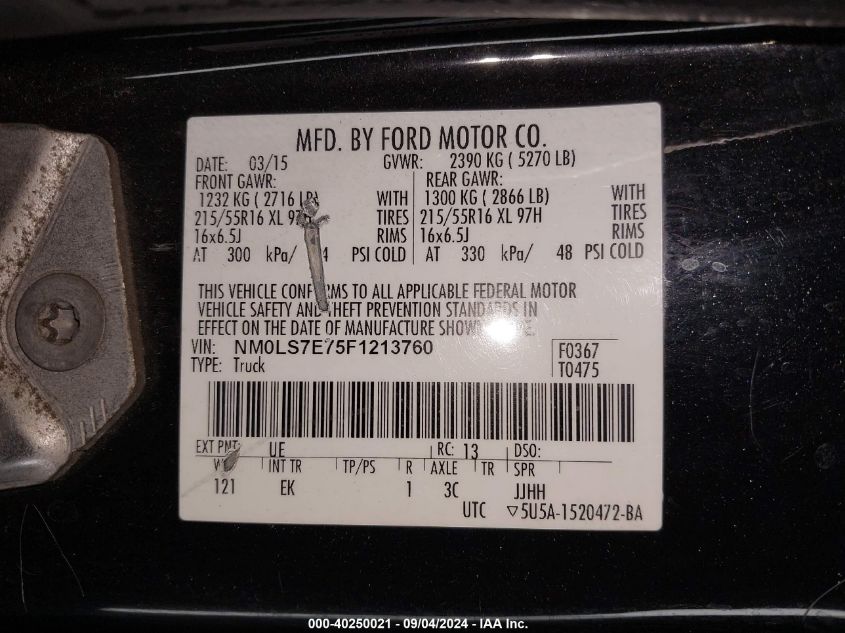 MFD. BY FORD MOTOR CO.
DATE: 03/15 GVWR: 2390 KG ( 5270 LB)
FRONT GAWR: REAR GAWR:
1232 KG ( 2716 LB) WITH 1300 KG ( 2866 LB) WITH
215/55R16 XL TIRES 215/55R16 XL 97H TIRES
16x6.5J RIMS 16x6.5J RIMS
AT 300 kPa/ PSI COLD AT 330 kPa/ 48 PSI COLD
THIS VEHICLE CONFORMS TO ALL APPLICABLE FEDERAL MOTOR
VEHICLE SAFETY AND THEFT PREVENTION STANDARDS IN
EFFECT ON THE DATE OF MANUFACTURE SHOWN
VIN: NM0LS7E75F1213760 F0367
TYPE: Truck T0475
EXT PNT: UE RC: 13 DSO:
INT TR TP/PS R AXLE TR SPR
121 EK 1 3C JJHH
UTC ▽5U5A-1520472-BA
000-40250021 - 09/04/2024 - IAA Inc.